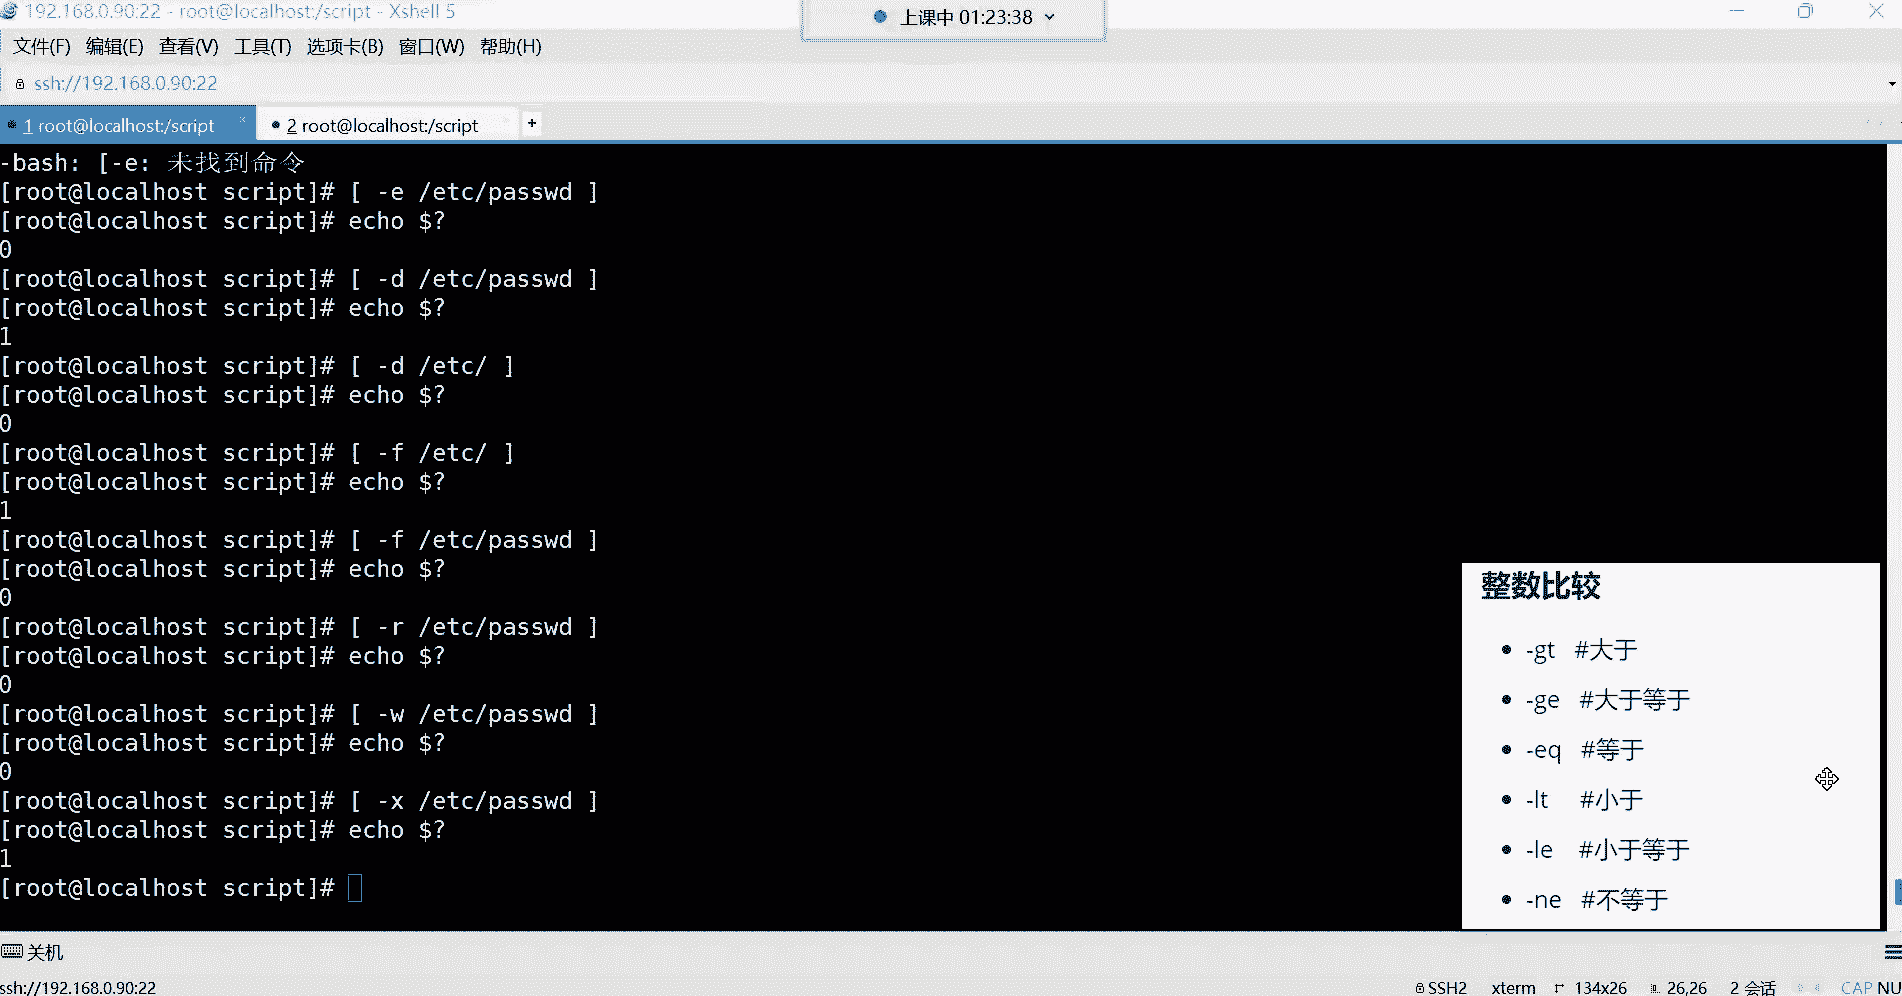 192.168.0.90:22 - root@localhost:/script - Xshell 5
上课中 01:23:38
文件(F) 编辑(E) 查看(V) 工具(T) 选项卡(B) 窗口(W) 帮助(H)
ssh://192.168.0.90:22
1 root@localhost:/script
2 root@localhost:/script
+
-bash: [-e: 未找到命令
[root@localhost script]# [ -e /etc/passwd ]
[root@localhost script]# echo $?
0
[root@localhost script]# [ -d /etc/passwd ]
[root@localhost script]# echo $?
1
[root@localhost script]# [ -d /etc/ ]
[root@localhost script]# echo $?
0
[root@localhost script]# [ -f /etc/ ]
[root@localhost script]# echo $?
1
[root@localhost script]# [ -f /etc/passwd ]
[root@localhost script]# echo $?
0
[root@localhost script]# [ -r /etc/passwd ]
[root@localhost script]# echo $?
0
[root@localhost script]# [ -w /etc/passwd ]
[root@localhost script]# echo $?
0
[root@localhost script]# [ -x /etc/passwd ]
[root@localhost script]# echo $?
1
[root@localhost script]#
整数比较
-gt #大于
-ge #大于等于
-eq #等于
-lt #小于
-le #小于等于
-ne #不等于
关机
ssh://192.168.0.90:22
SSH2 xterm 134x26 26,26 2 会话 CAP NU